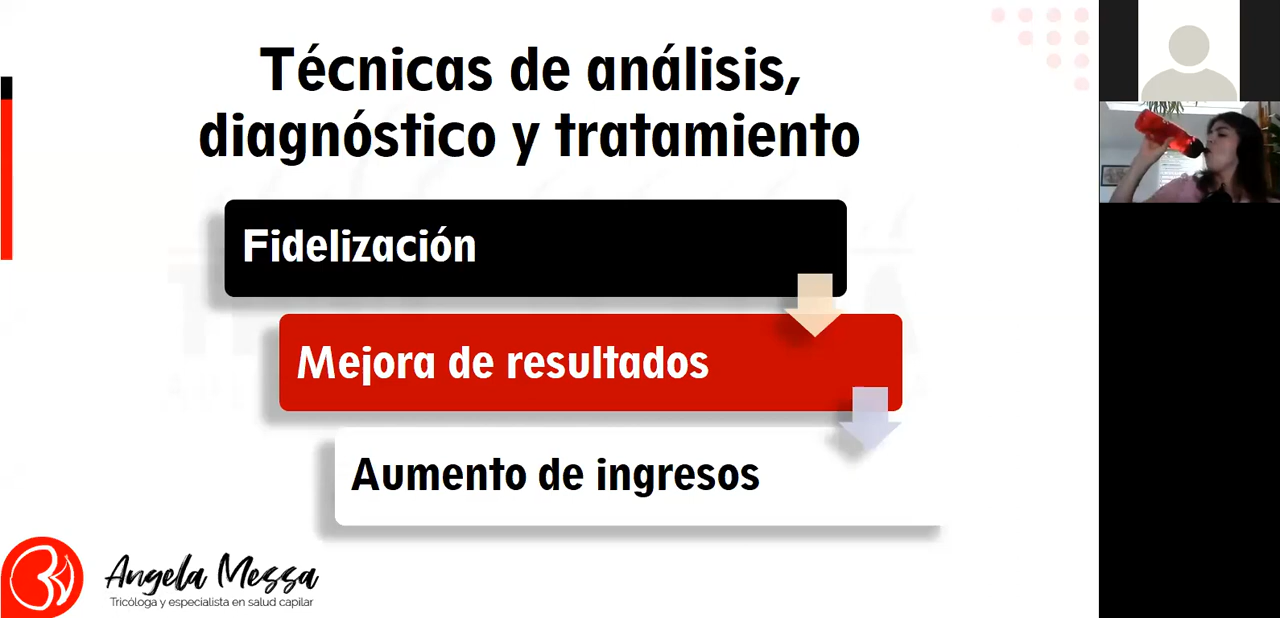 Técnicas de análisis,
diagnóstico y tratamiento
Fidelización
Mejora de resultados
Aumento de ingresos
Angela Messa
Tricóloga y especialista en salud capilar